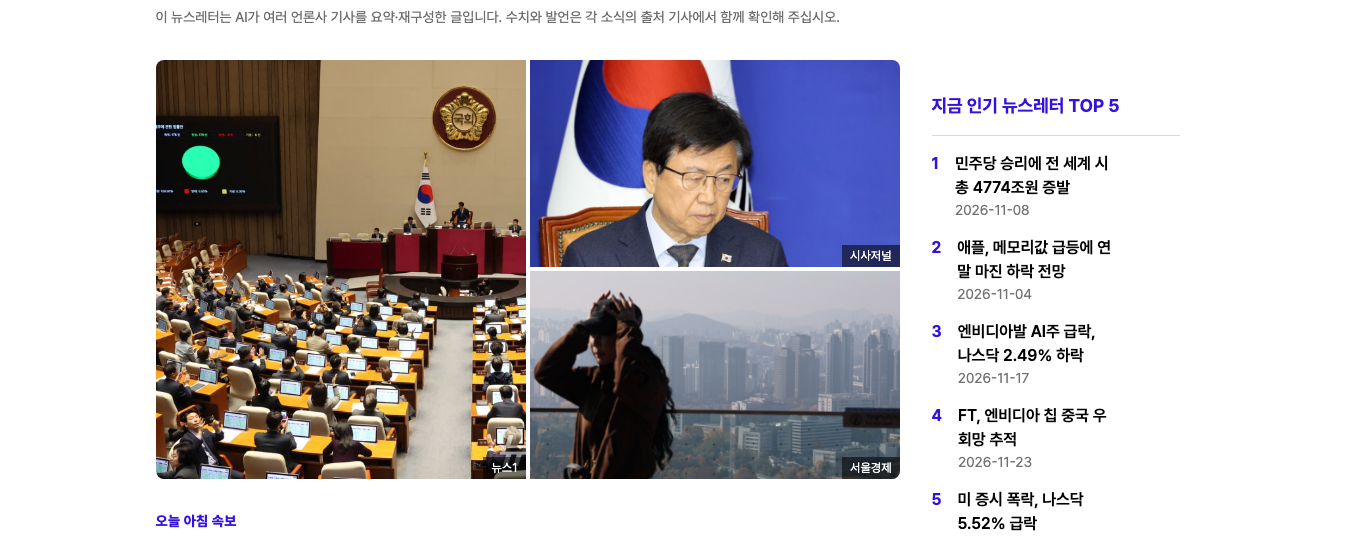 이 뉴스레터는 AI가 여러 언론사 기사를 요약·재구성한 글입니다. 수치와 발언은 각 소식의 출처 기사에서 함께 확인해 주십시오.
국회
뉴스1
시사저널
서울경제
오늘 아침 속보
지금 인기 뉴스레터 TOP 5
1 민주당 승리에 전 세계 시
총 4774조원 증발
2026-11-08
2 애플, 메모리값 급등에 연
말 마진 하락 전망
2026-11-04
3 엔비디아발 AI주 급락,
나스닥 2.49% 하락
2026-11-17
4 FT, 엔비디아 칩 중국 우
회망 추적
2026-11-23
5 미 증시 폭락, 나스닥
5.52% 급락